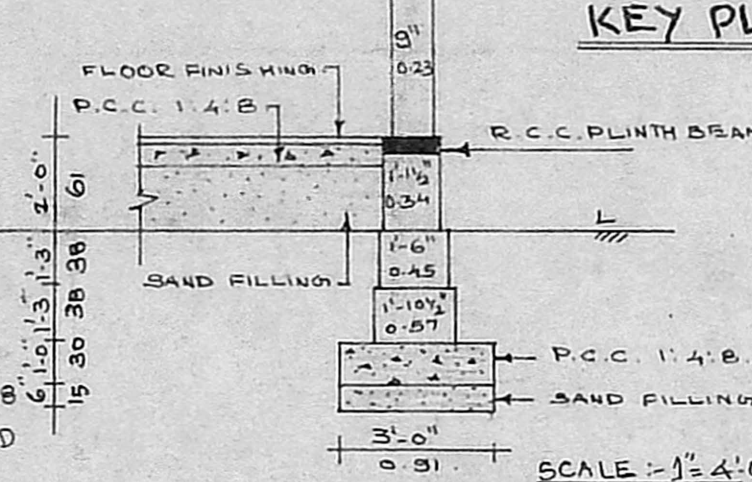 KEY
9"
0.23
FLOOR FINISHING
P.C.C. 1:4:8
R.C.C. PLINTH BEAM
2'-0"
61
1'-1½"
0.34
L
1'-3"
38
1'-6"
0.45
SAND FILLING
1'-3"
38
1'-10½"
0.57
1'-0"
30
P.C.C. 1:4:8.
6"
15
SAND FILLING
3'-0"
0.91
SCALE :- 1"= 4'